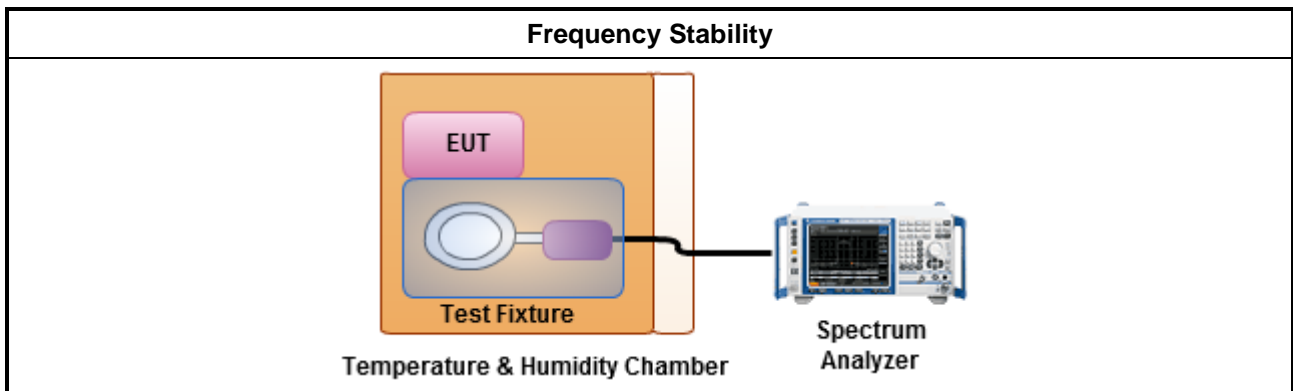 Frequency Stability
EUT
Test Fixture
Temperature & Humidity Chamber
Spectrum
Analyzer